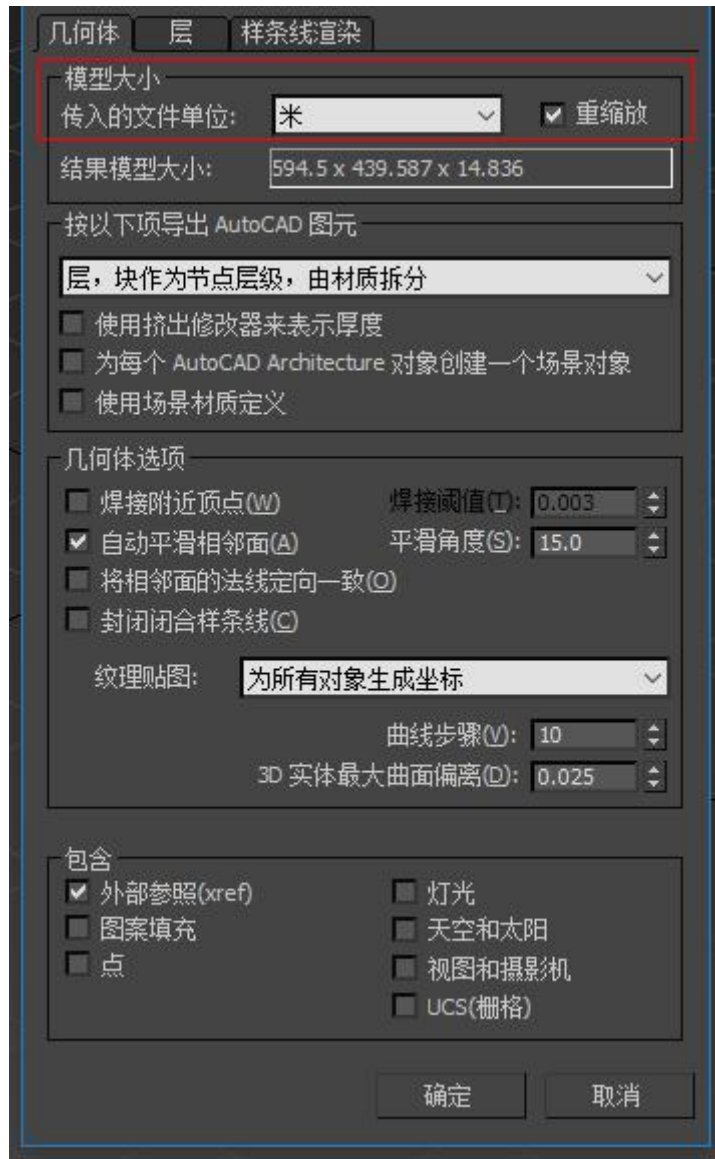 几何体 层 样条线渲染
模型大小
传入的文件单位: 米 重缩放
结果模型大小: 594.5 x 439.587 x 14.836
按以下项导出 AutoCAD 图元
层，块作为节点层级，由材质拆分
使用挤出修改器来表示厚度
为每个 AutoCAD Architecture 对象创建一个场景对象
使用场景材质定义
几何体选项
焊接附近顶点(W) 焊接阈值(T): 0.003
自动平滑相邻面(A) 平滑角度(S): 15.0
将相邻面的法线定向一致(O)
封闭闭合样条线(C)
纹理贴图: 为所有对象生成坐标
曲线步骤(V): 10
3D 实体最大曲面偏离(D): 0.025
包含
外部参照(xref) 灯光
图案填充 天空和太阳
点 视图和摄影机
UCS(栅格)
确定 取消